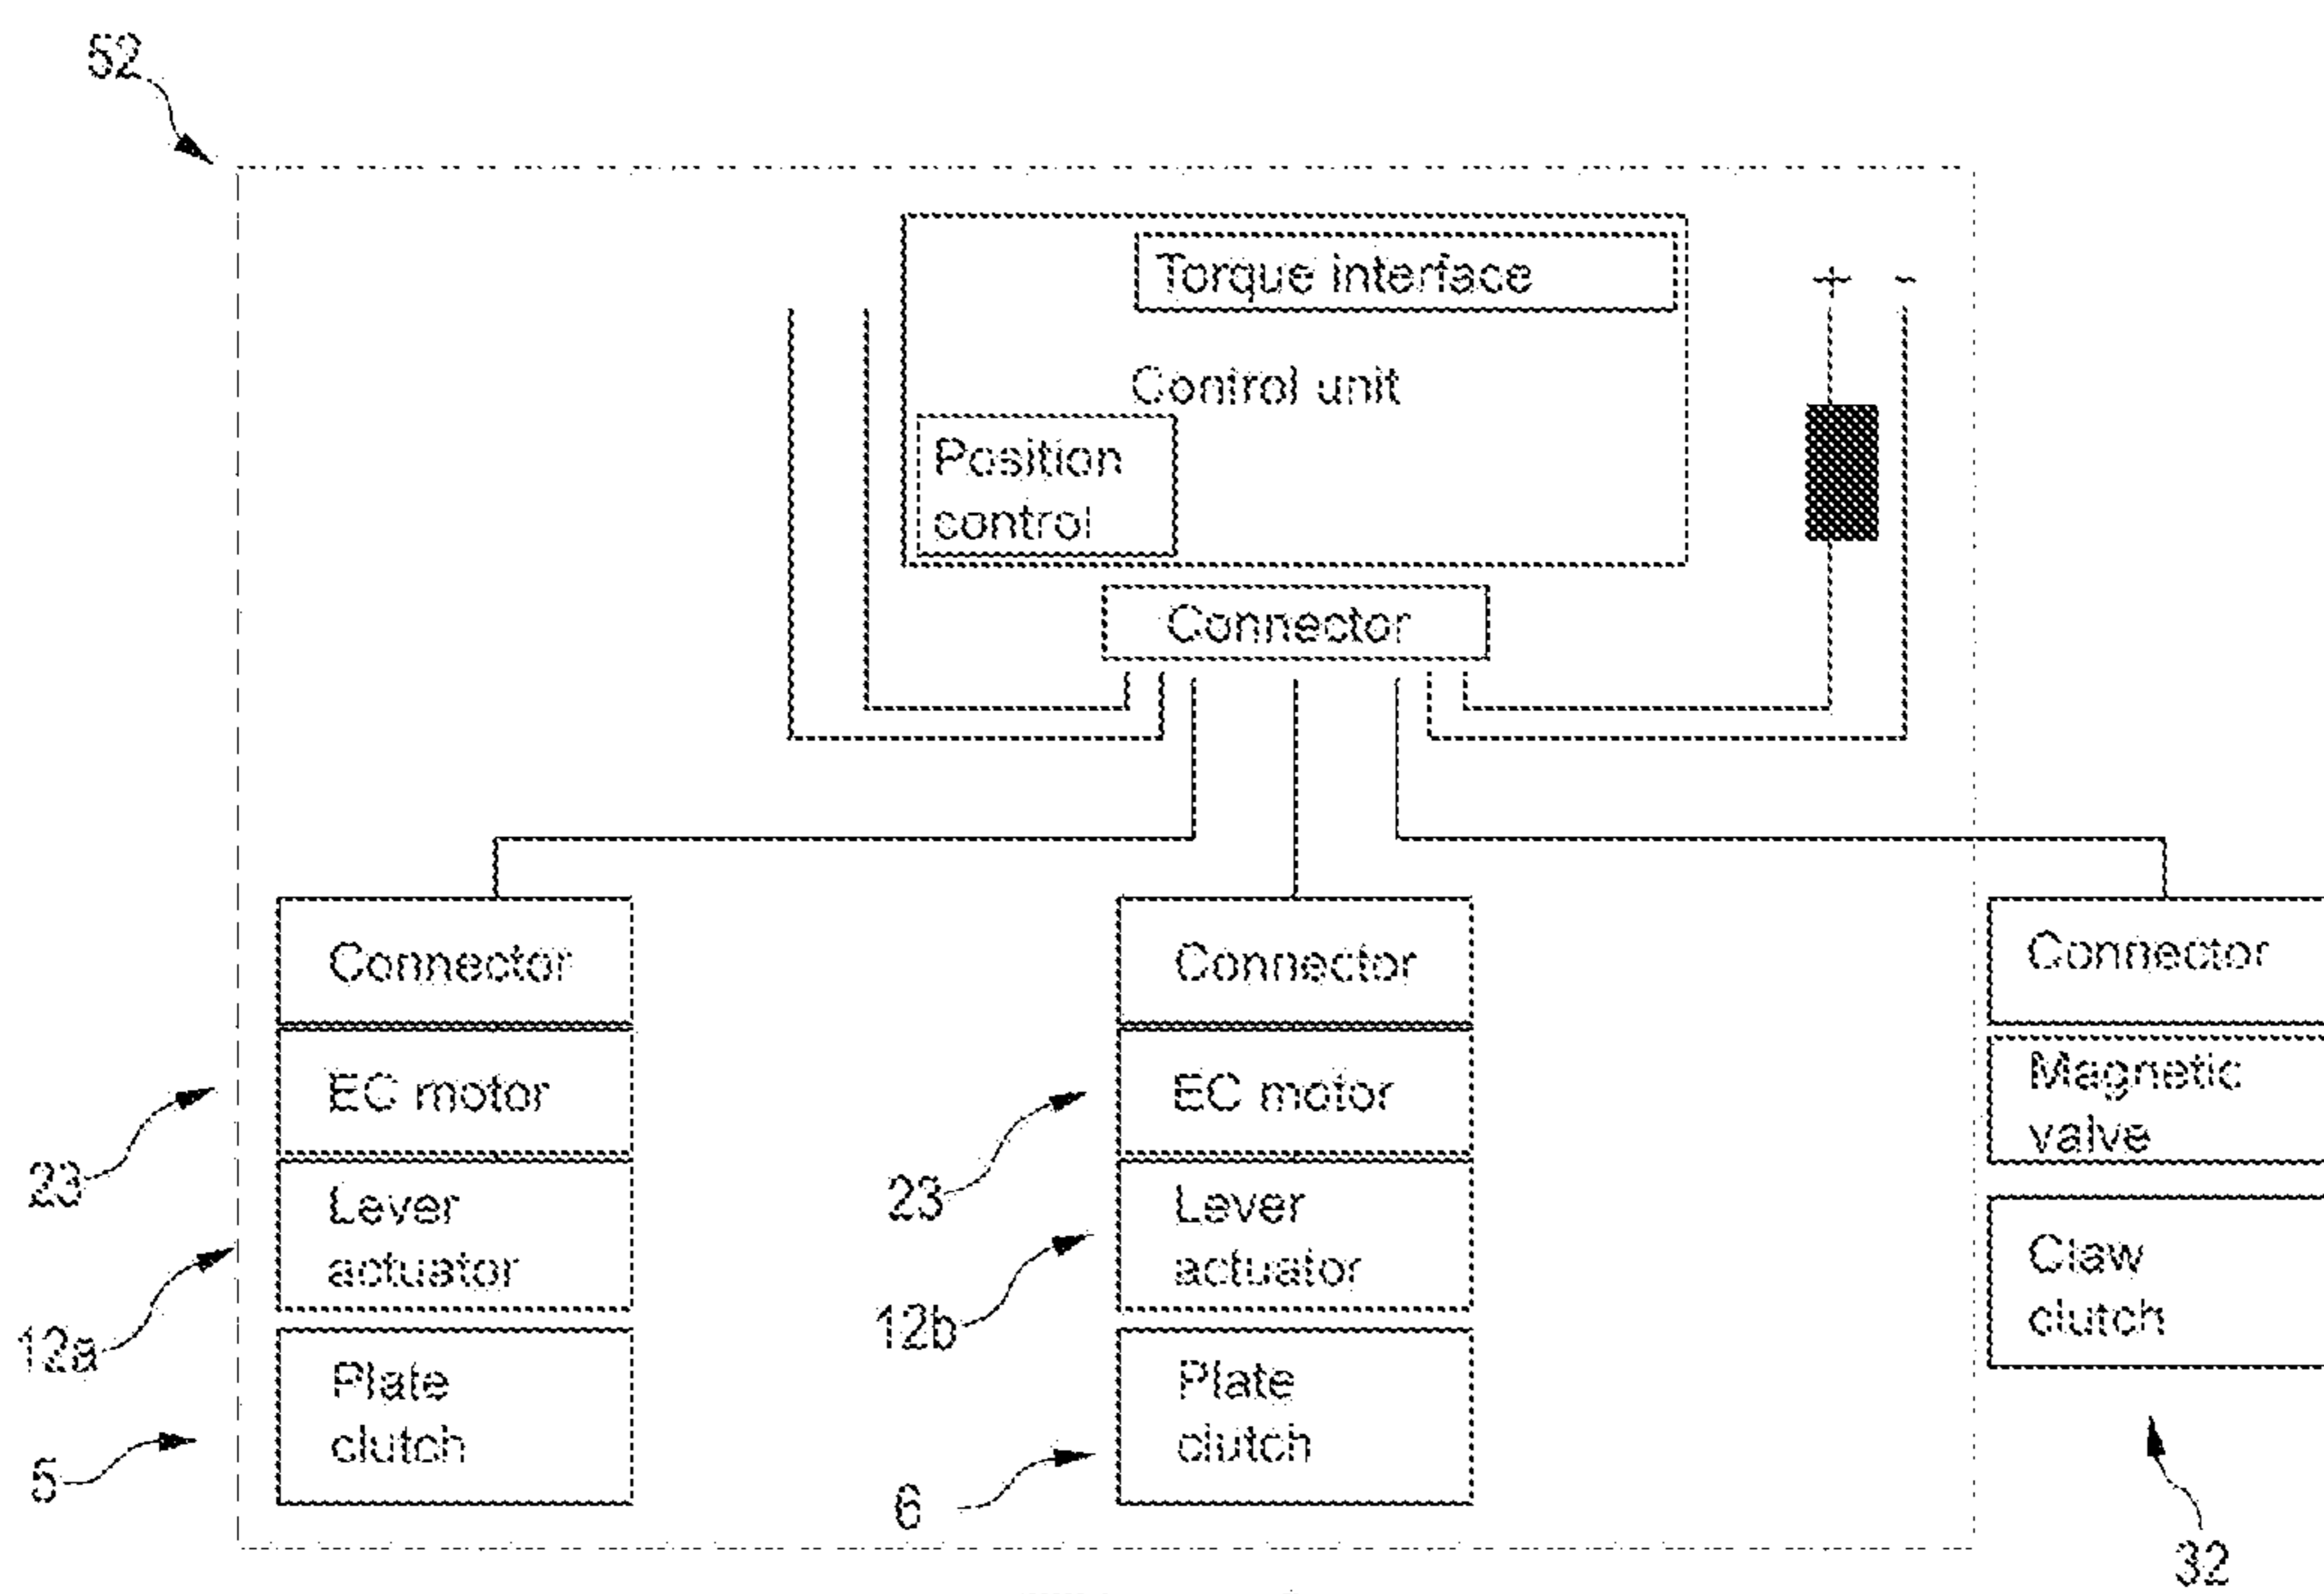 52
Torque interface
+ -
Control unit
Position
control
Connector
Connector
Connector
Connector
EC motor
EC motor
Magnetic
valve
23
23
Lever
actuator
Lever
actuator
Claw
clutch
12a
12b
Plate
clutch
Plate
clutch
5
6
32